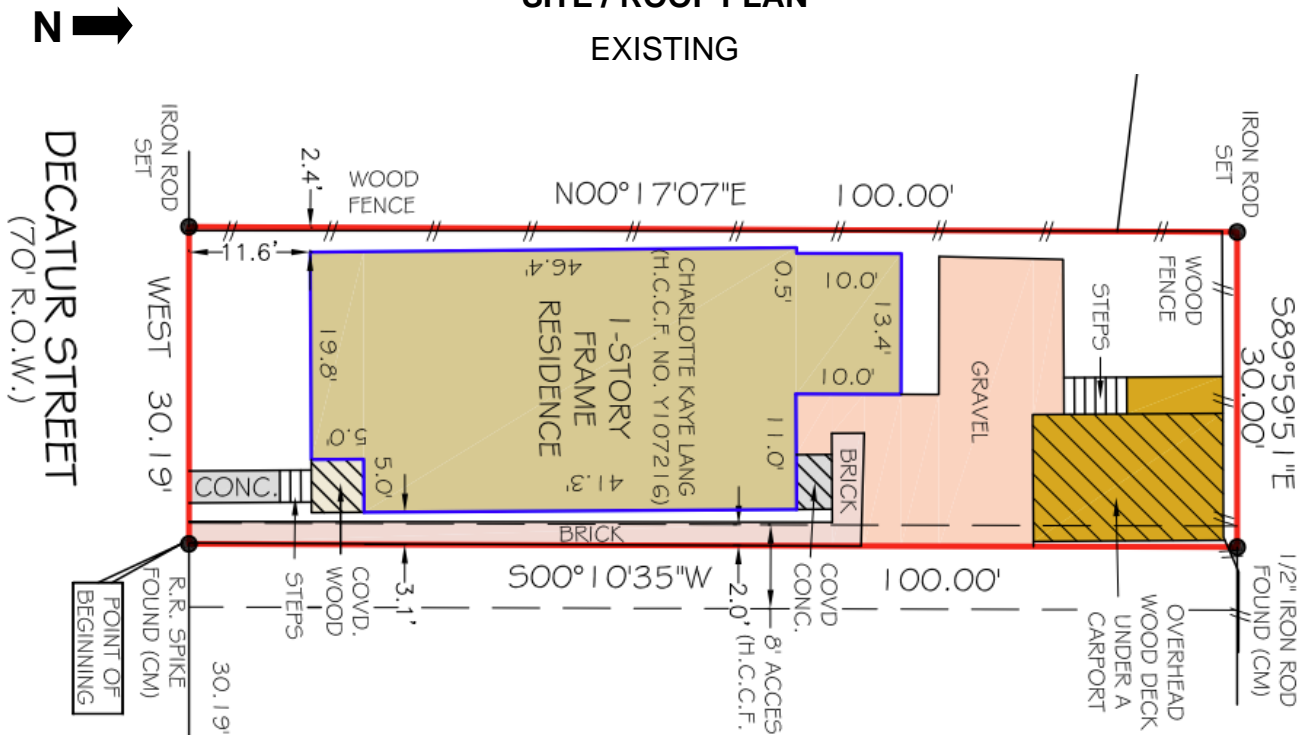 SITE / ROOF PLAN
N
EXISTING
IRON ROD
SET
DECATUR STREET
(70' R.O.W.)
WEST 30.19'
2.4'
WOOD
FENCE
N00°17'07"E 100.00'
IRON ROD
SET
11.6'
46.4'
0.5'
10.0'
13.4'
10.0'
11.0'
19.8'
5.0'
5.0'
41.3'
CHARLOTTE KAYE LANG
(H.C.C.F. NO. Y107216)
1-STORY
FRAME
RESIDENCE
GRAVEL
STEPS
WOOD
FENCE
S89°59'51"E
30.00'
CONC.
BRICK
BRICK
STEPS
COVD.
WOOD
3.1'
S00°10'35"W 100.00'
2.0'
8' ACCES
(H.C.C.F.
COVD
CONC.
OVERHEAD
WOOD DECK
UNDER A
CARPORT
1/2" IRON ROD
FOUND (CM)
R.R. SPIKE
FOUND (CM)
POINT OF
BEGINNING
30.19'